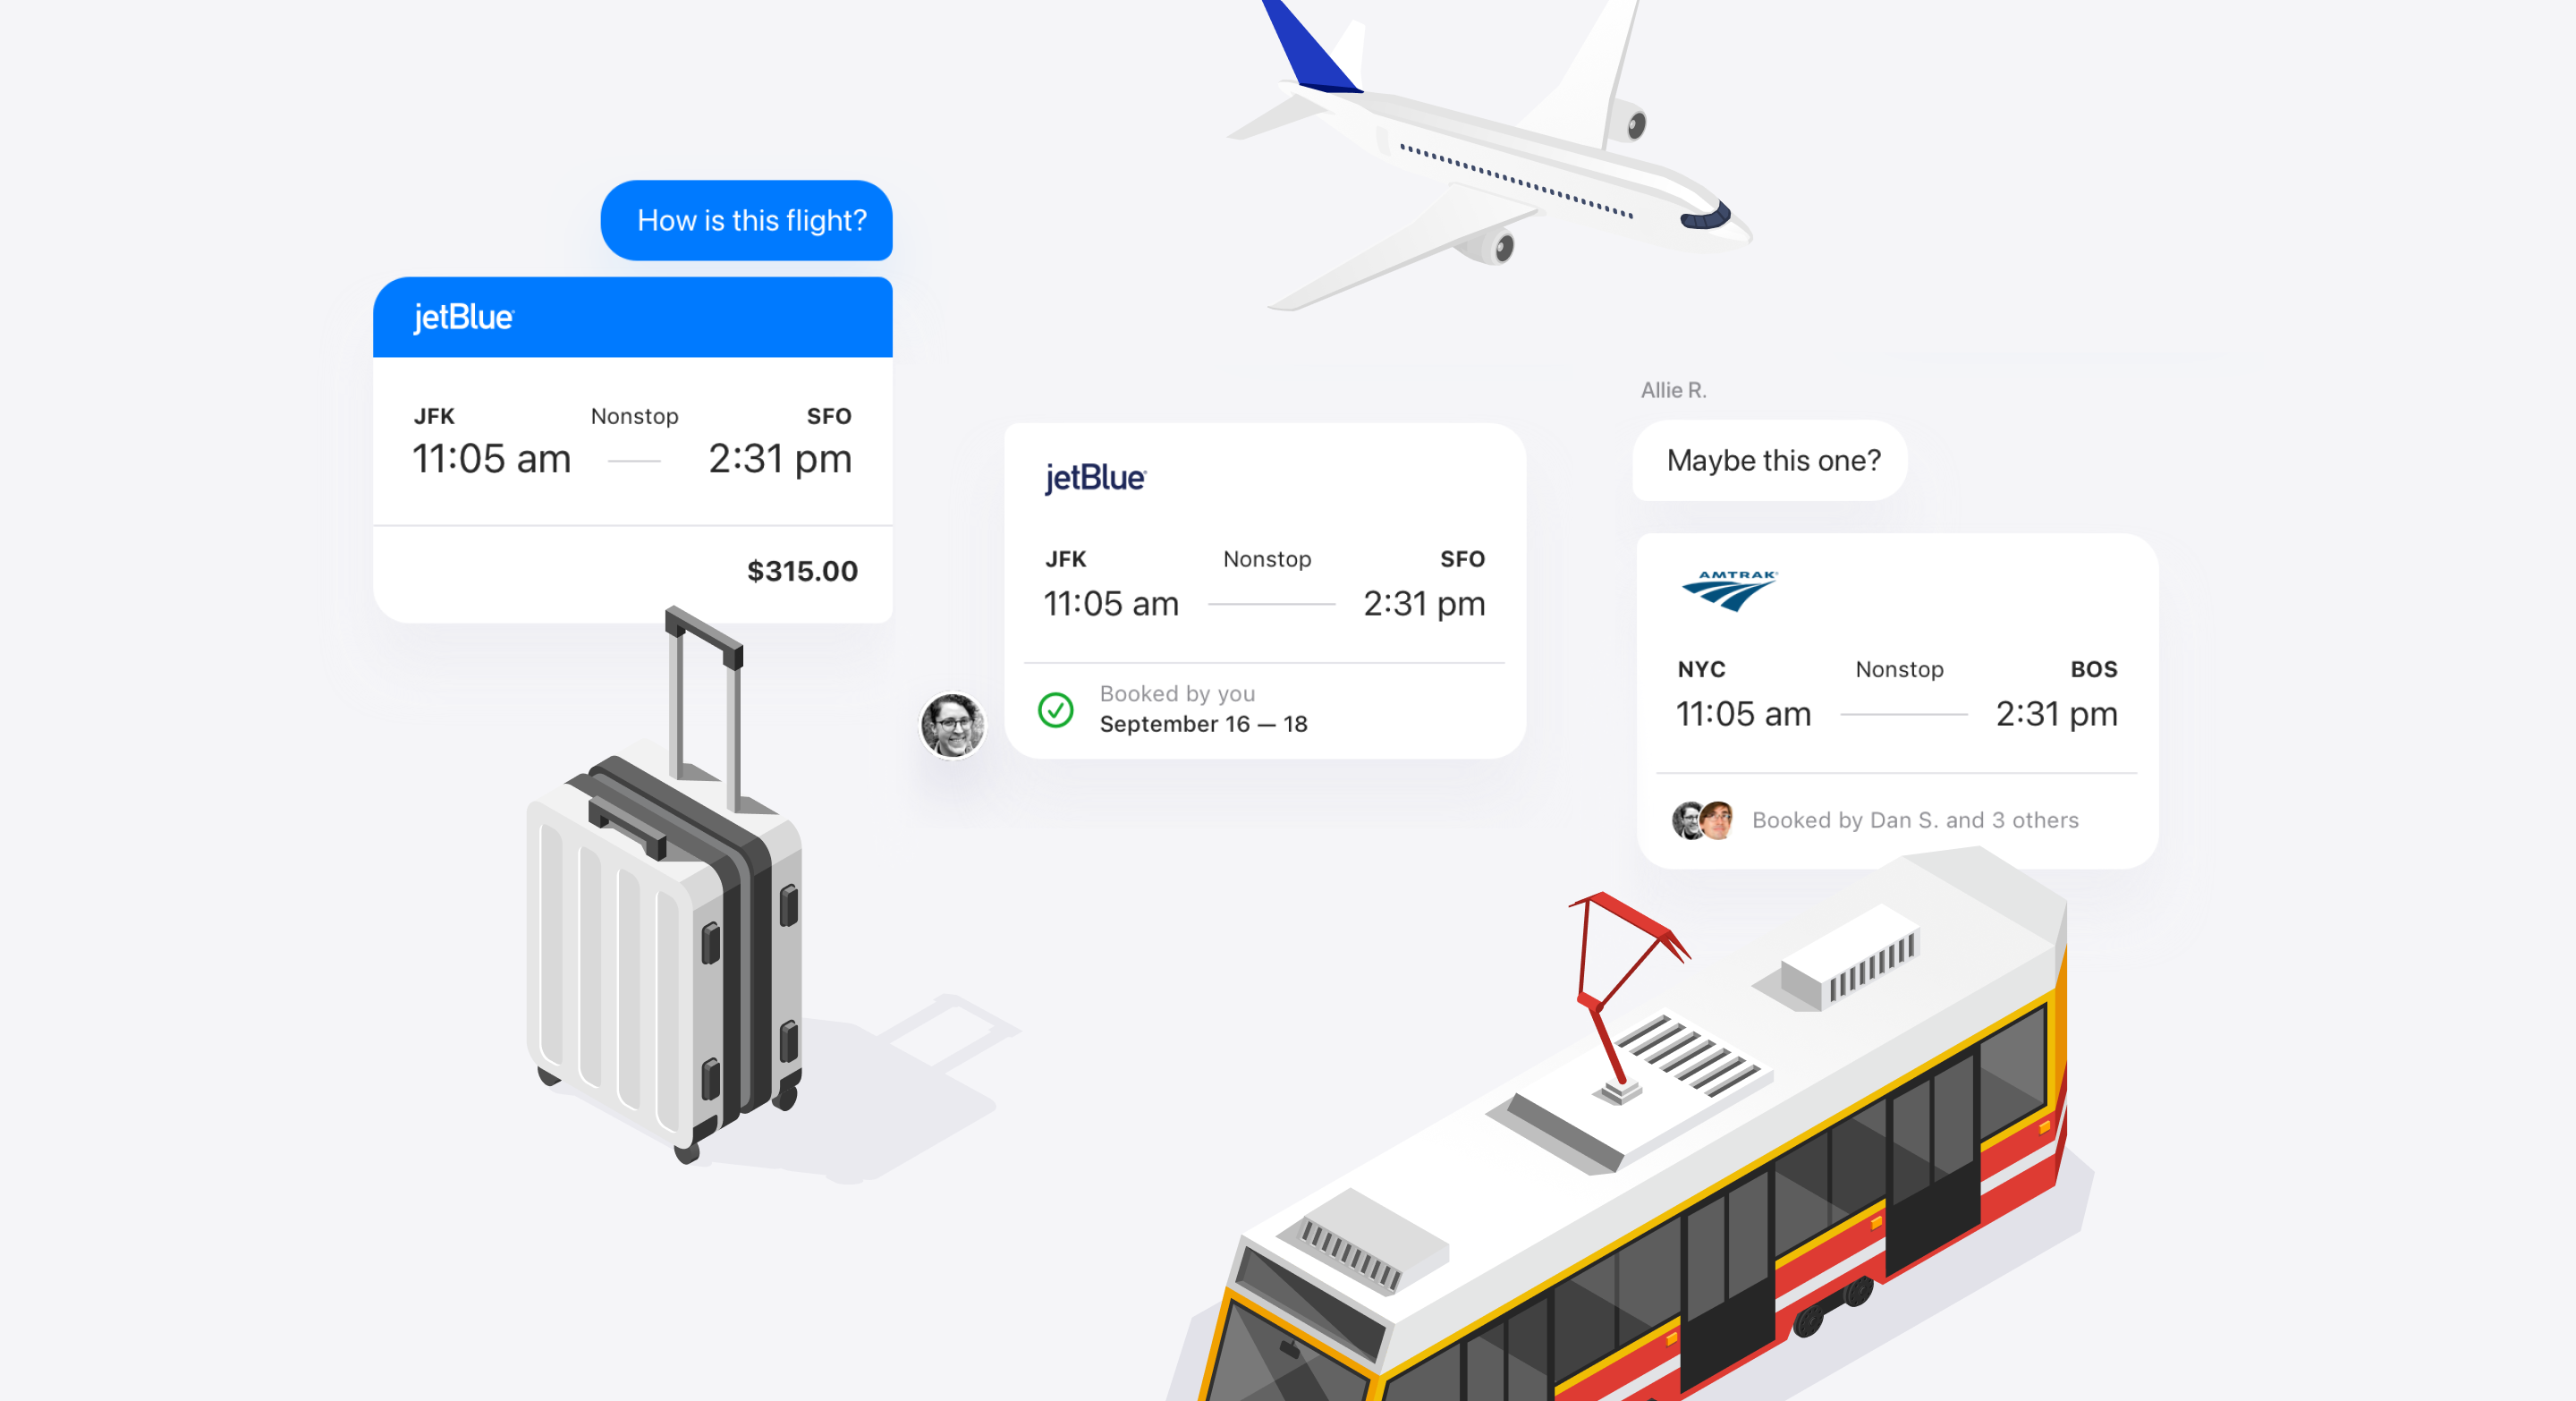 How is this flight?
jetBlue
JFK Nonstop SFO
11:05 am 2:31 pm
$315.00
jetBlue
JFK Nonstop SFO
11:05 am 2:31 pm
Booked by you
September 16 — 18
Allie R.
Maybe this one?
AMTRAK
NYC Nonstop BOS
11:05 am 2:31 pm
Booked by Dan S. and 3 others